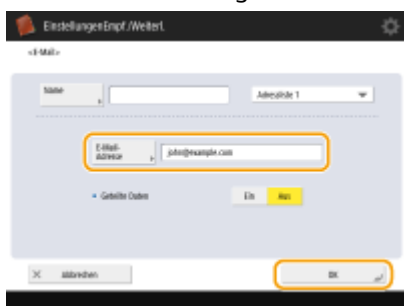 Einstellungen Empf./Weiterl.
<E-Mail>
Name
Adressliste 1
E-Mail-
Adresse
john@example.com
Geteilte Daten
Ein
Aus
Abbrechen
OK